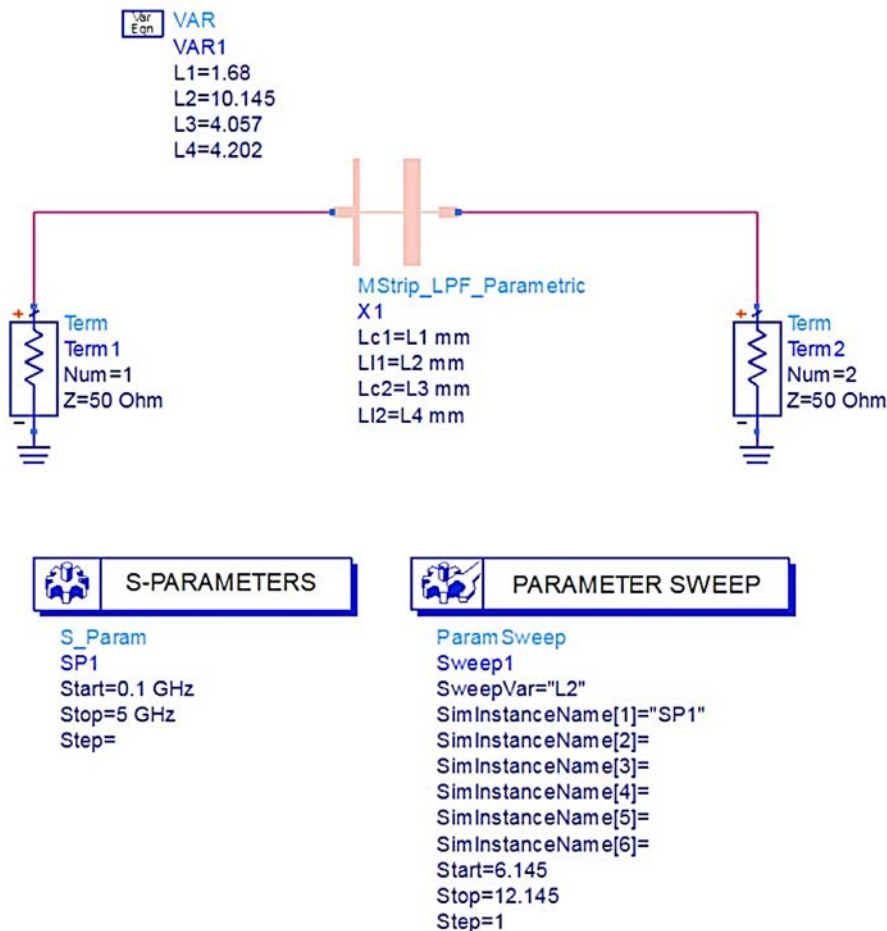 Var
Eqn
VAR
VAR1
L1=1.68
L2=10.145
L3=4.057
L4=4.202
MStrip_LPF_Parametric
X1
Lc1=L1 mm
Ll1=L2 mm
Lc2=L3 mm
Ll2=L4 mm
+
Term
Term1
Num=1
Z=50 Ohm
-
+
Term
Term2
Num=2
Z=50 Ohm
-
S-PARAMETERS
S_Param
SP1
Start=0.1 GHz
Stop=5 GHz
Step=
PARAMETER SWEEP
ParamSweep
Sweep1
SweepVar="L2"
SimInstanceName[1]="SP1"
SimInstanceName[2]=
SimInstanceName[3]=
SimInstanceName[4]=
SimInstanceName[5]=
SimInstanceName[6]=
Start=6.145
Stop=12.145
Step=1